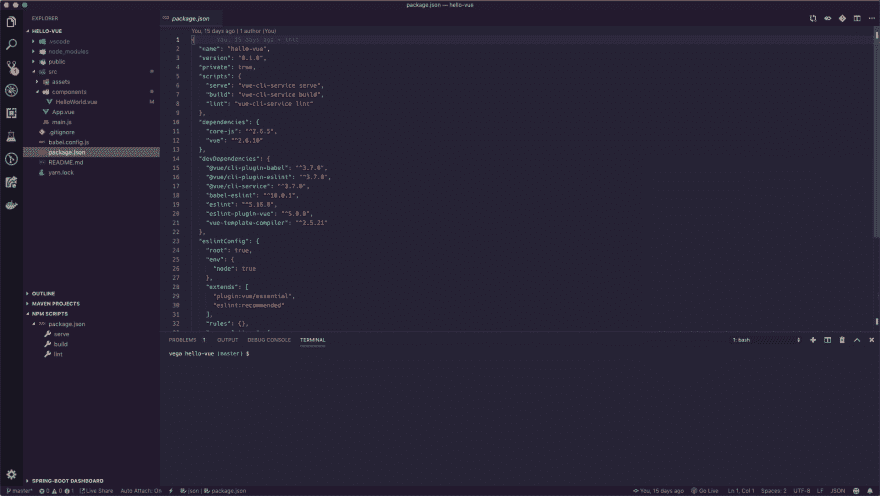 package.json — hello-vue
EXPLORER
HELLO-VUE
.vscode
node_modules
public
src
assets
components
HelloWorld.vue
M
App.vue
main.js
.gitignore
babel.config.js
package.json
README.md
yarn.lock
OUTLINE
MAVEN PROJECTS
NPM SCRIPTS
package.json
serve
build
lint
SPRING-BOOT DASHBOARD
package.json
You, 15 days ago | 1 author (You)
1 { You, 15 days ago • init
2 "name": "hello-vue",
3 "version": "0.1.0",
4 "private": true,
5 "scripts": {
6 "serve": "vue-cli-service serve",
7 "build": "vue-cli-service build",
8 "lint": "vue-cli-service lint"
9 },
10 "dependencies": {
11 "core-js": "^2.6.5",
12 "vue": "^2.6.10"
13 },
14 "devDependencies": {
15 "@vue/cli-plugin-babel": "^3.7.0",
16 "@vue/cli-plugin-eslint": "^3.7.0",
17 "@vue/cli-service": "^3.7.0",
18 "babel-eslint": "^10.0.1",
19 "eslint": "^5.16.0",
20 "eslint-plugin-vue": "^5.0.0",
21 "vue-template-compiler": "^2.5.21"
22 },
23 "eslintConfig": {
24 "root": true,
25 "env": {
26 "node": true
27 },
28 "extends": [
29 "plugin:vue/essential",
30 "eslint:recommended"
31 ],
32 "rules": {},
PROBLEMS 1 OUTPUT DEBUG CONSOLE TERMINAL 1: bash
vega hello-vue (master) $
master* 0 0 1 Live Share Auto Attach: On json | package.json You, 15 days ago Go Live Ln 1, Col 1 Spaces: 2 UTF-8 LF JSON